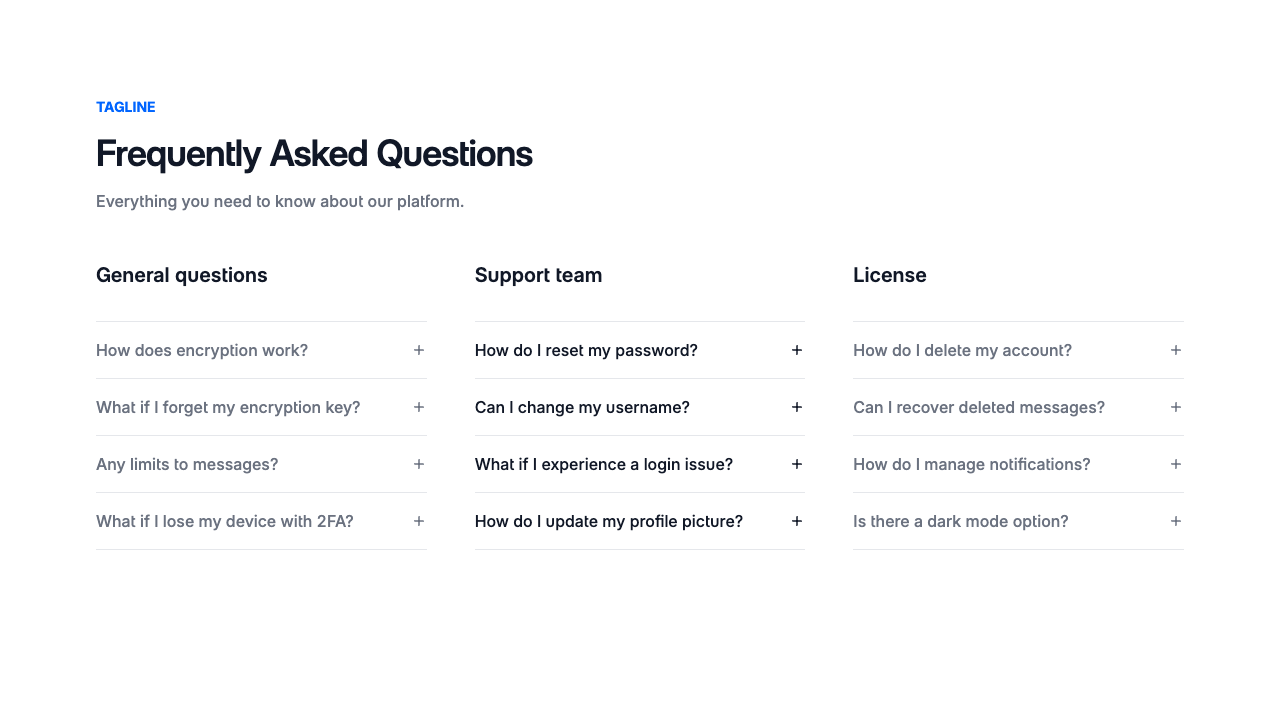 TAGLINE
Frequently Asked Questions
Everything you need to know about our platform.
General questions
How does encryption work?
What if I forget my encryption key?
Any limits to messages?
What if I lose my device with 2FA?
Support team
How do I reset my password?
Can I change my username?
What if I experience a login issue?
How do I update my profile picture?
License
How do I delete my account?
Can I recover deleted messages?
How do I manage notifications?
Is there a dark mode option?